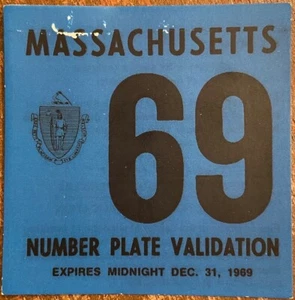 MASSACHUSETTS
69
NUMBER PLATE VALIDATION
EXPIRES MIDNIGHT DEC. 31, 1969